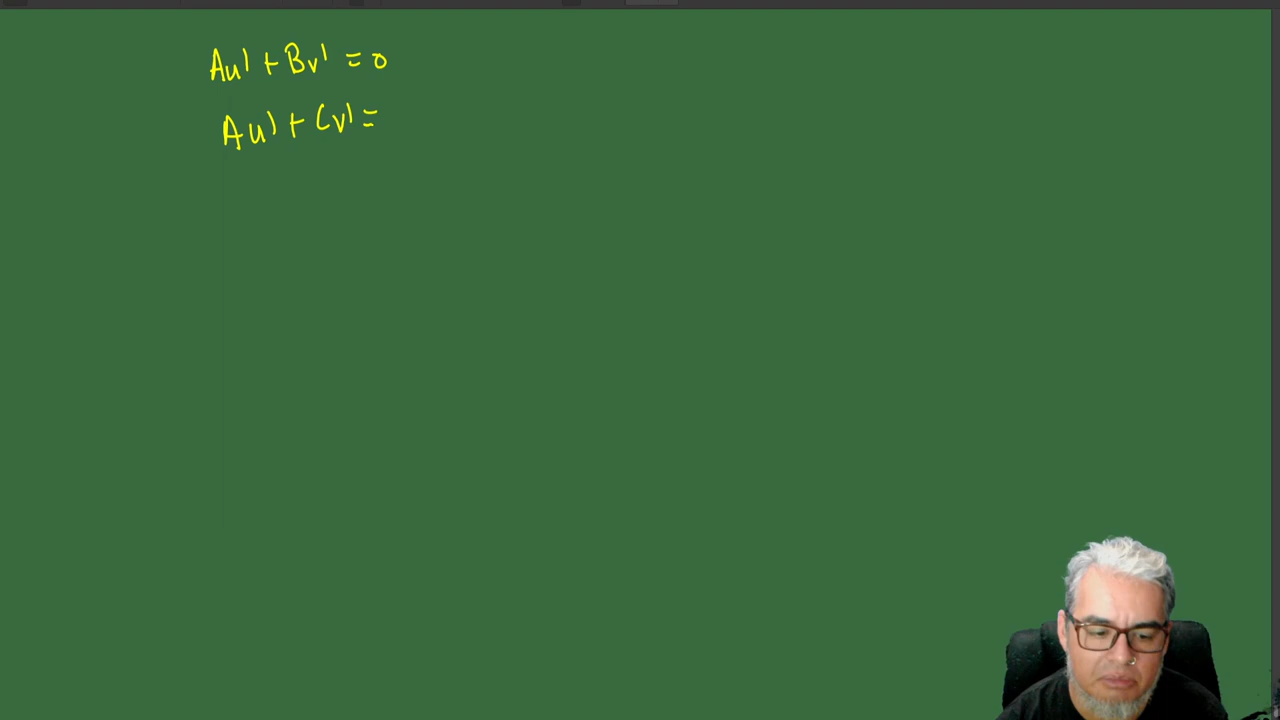 Au' + Bv' = 0
Au' + Cv' =